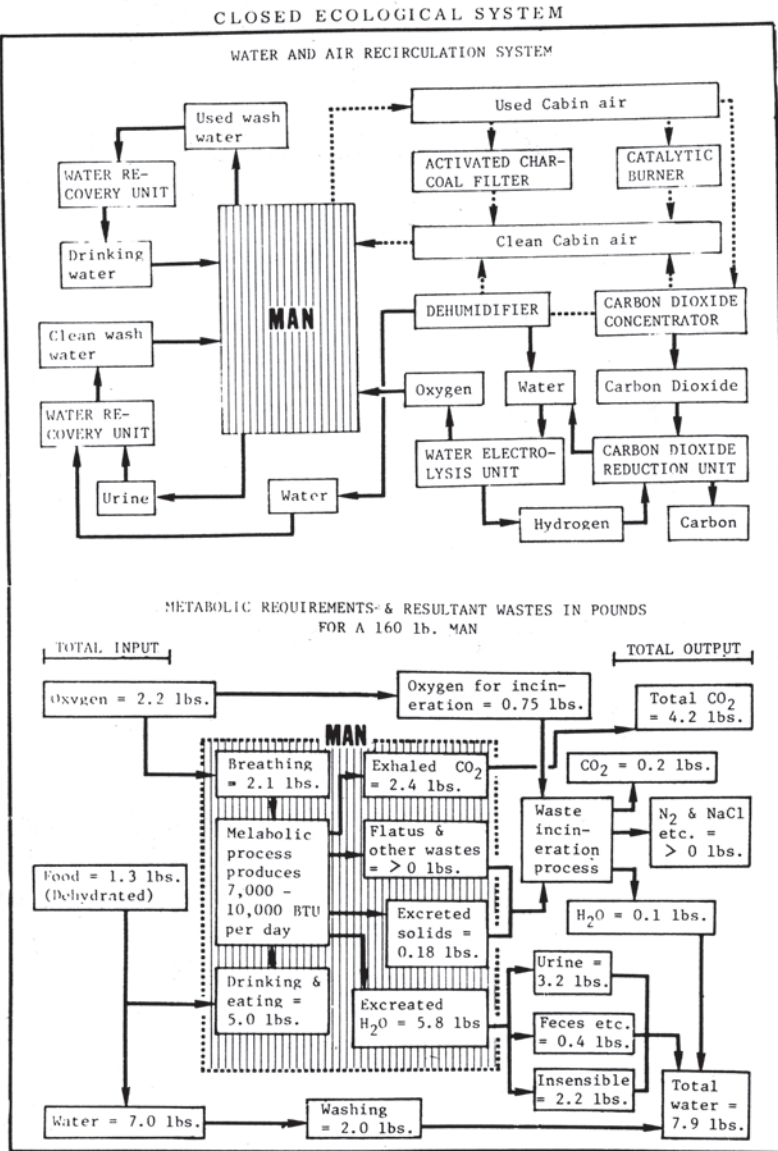 CLOSED ECOLOGICAL SYSTEM
WATER AND AIR RECIRCULATION SYSTEM
Used wash
water
Used Cabin air
WATER RE-
COVERY UNIT
ACTIVATED CHAR-
COAL FILTER
CATALYTIC
BURNER
Drinking
water
Clean Cabin air
MAN
DEHUMIDIFIER
CARBON DIOXIDE
CONCENTRATOR
Clean wash
water
Oxygen
Water
Carbon Dioxide
WATER RE-
COVERY UNIT
WATER ELECTRO-
LYSIS UNIT
CARBON DIOXIDE
REDUCTION UNIT
Urine
Water
Hydrogen
Carbon
METABOLIC REQUIREMENTS & RESULTANT WASTES IN POUNDS
FOR A 160 lb. MAN
TOTAL INPUT
TOTAL OUTPUT
Oxygen = 2.2 lbs.
Oxygen for incin-
eration = 0.75 lbs.
Total CO₂
= 4.2 lbs.
MAN
Breathing
= 2.1 lbs.
Exhaled CO₂
= 2.4 lbs.
CO₂ = 0.2 lbs.
Melabolic
process
produces
7,000 -
10,000 BTU
per day
Flatus &
other wastes
= > 0 lbs.
Waste
incin-
eration
process
N₂ & NaCl
etc. =
> 0 lbs.
Food = 1.3 lbs.
(Dehydrated)
Excreted
solids =
0.18 lbs.
H₂O = 0.1 lbs.
Drinking &
eating =
5.0 lbs.
Excreated
H₂O = 5.8 lbs
Urine =
3.2 lbs.
Feces etc.
= 0.4 lbs.
Insensible
= 2.2 lbs.
Water = 7.0 lbs.
Washing
= 2.0 lbs.
Total
water =
7.9 lbs.